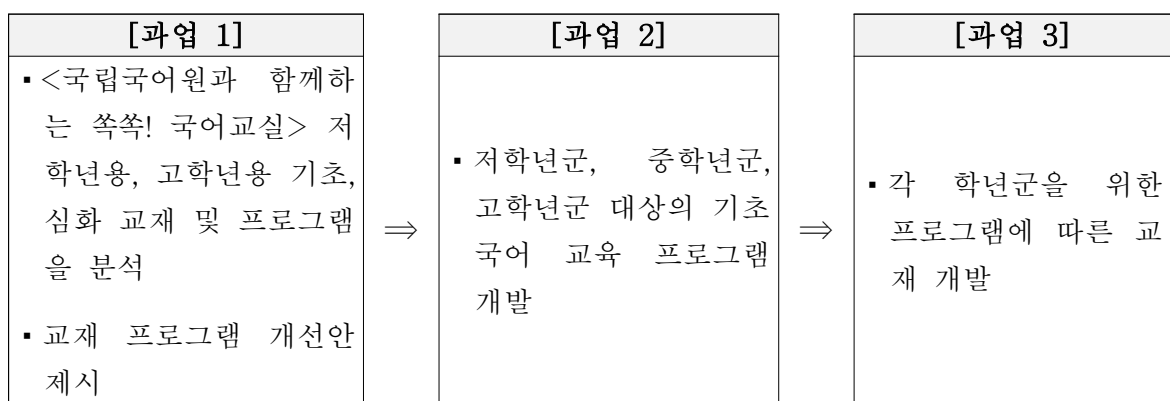 [과업 1]
▪ <국립국어원과 함께하
는 쏙쏙! 국어교실> 저
학년용, 고학년용 기초,
심화 교재 및 프로그램
을 분석
▪ 교재 프로그램 개선안
제시
⇒
[과업 2]
▪ 저학년군, 중학년군,
고학년군 대상의 기초
국어 교육 프로그램
개발
⇒
[과업 3]
▪ 각 학년군을 위한
프로그램에 따른 교
재 개발